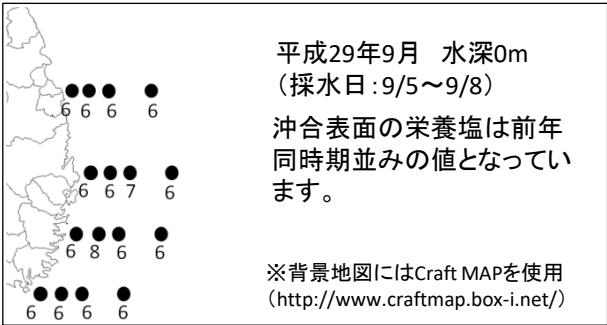 平成29年9月　水深0m
（採水日：9/5～9/8）
沖合表面の栄養塩は前年
同時期並みの値となってい
ます。
6 6 6 6
6 6 7 6
6 8 6 6
6 6 6 6
※背景地図にはCraft MAPを使用
（http://www.craftmap.box-i.net/）